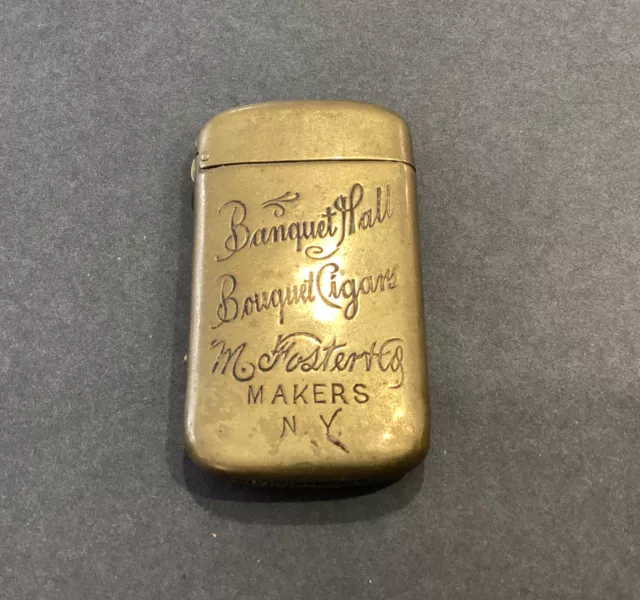 Banquet Hall
Bouquet Cigars
M Foster & Co
MAKERS
N. Y.